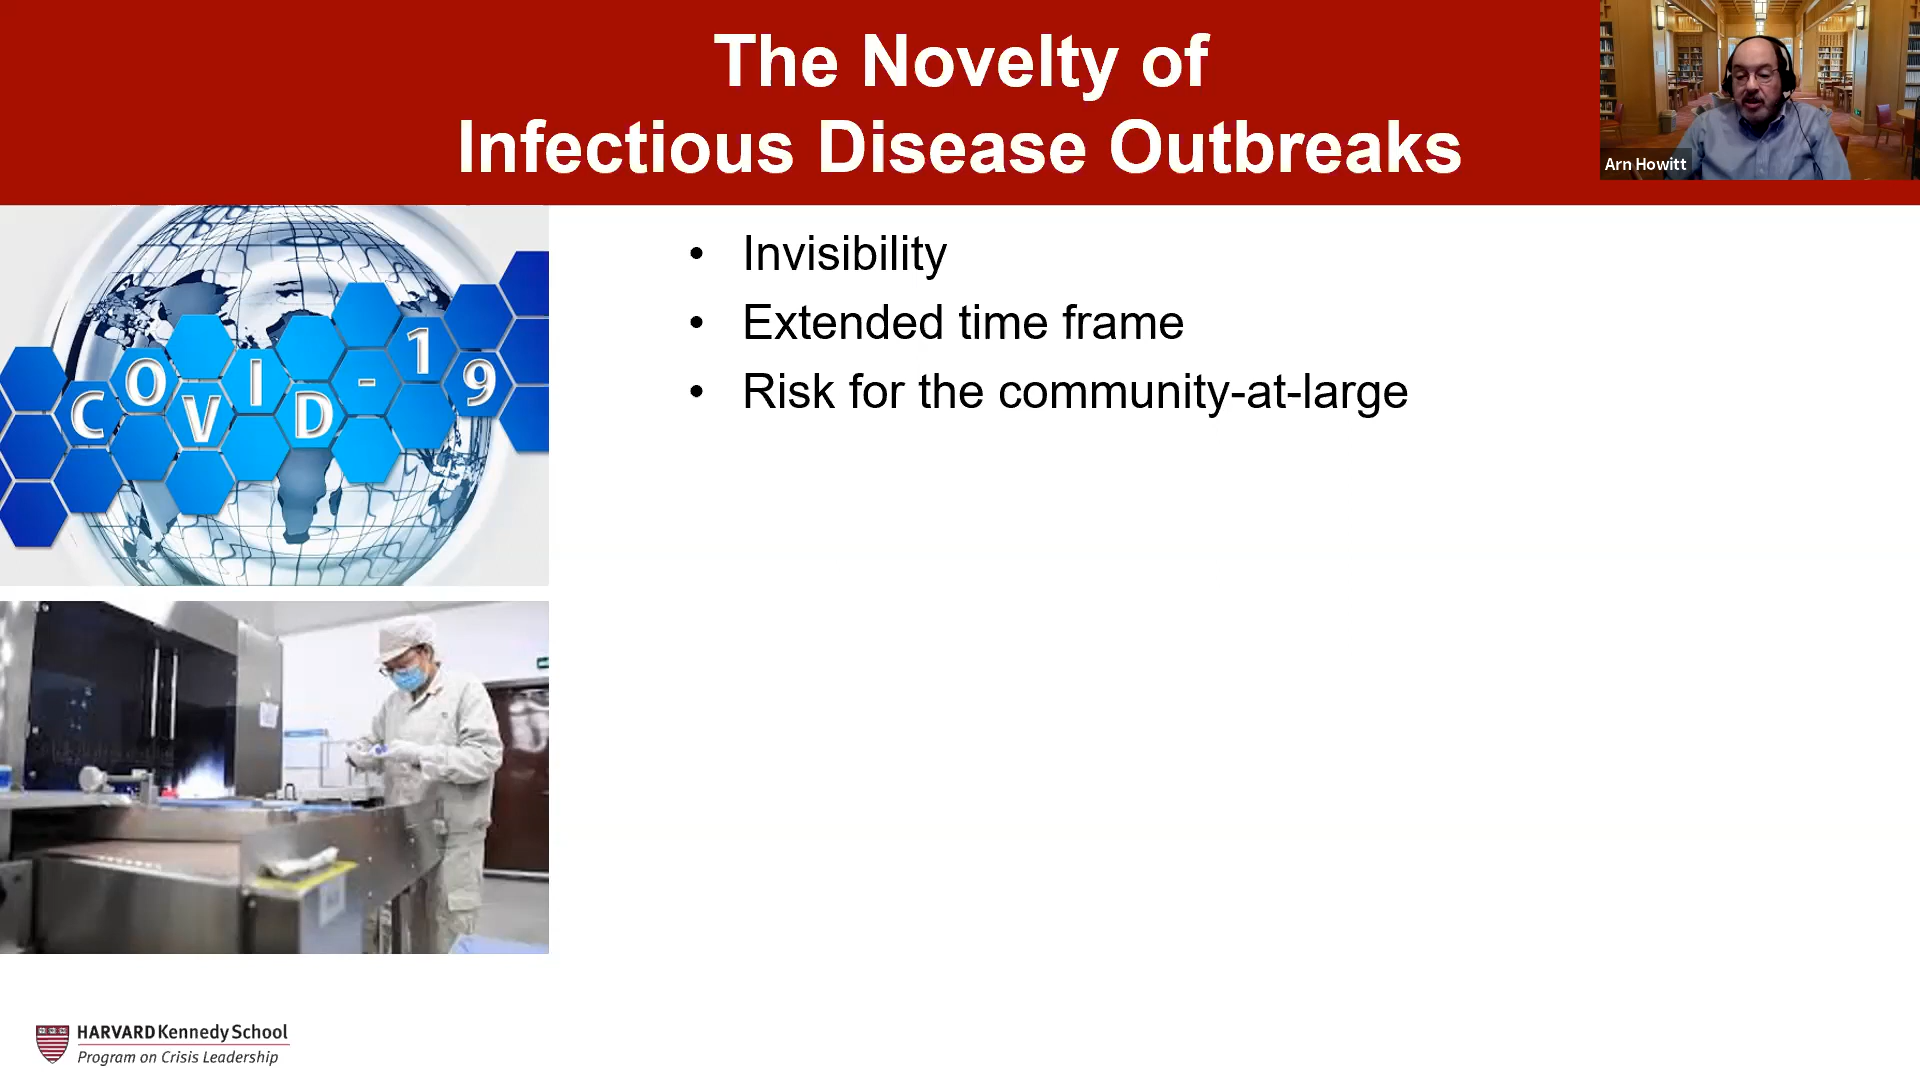 The Novelty of
Infectious Disease Outbreaks
Arn Howitt
• Invisibility
• Extended time frame
• Risk for the community-at-large
COVID-19
HARVARD Kennedy School
Program on Crisis Leadership